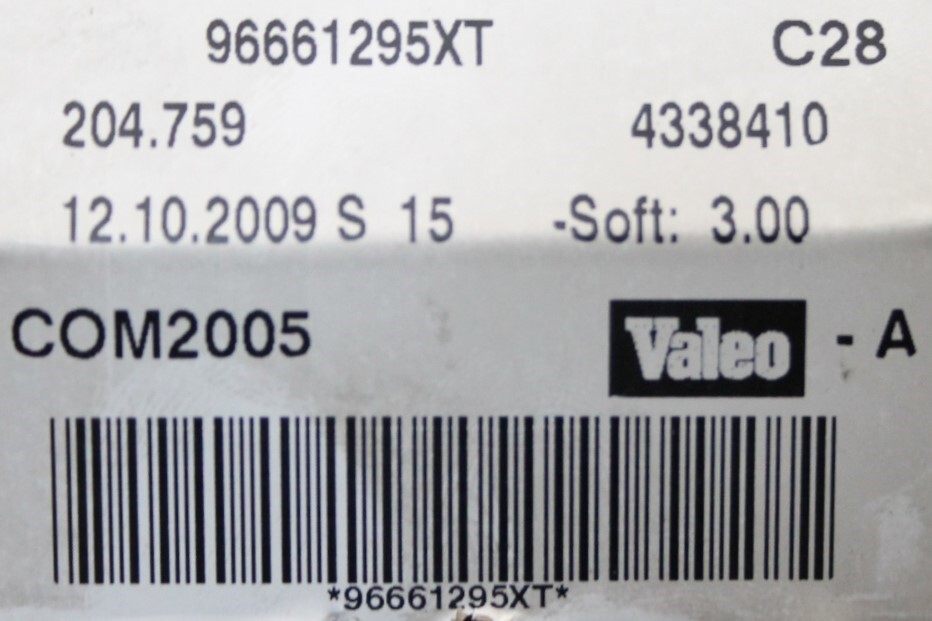 96661295XT C28
204.759 4338410
12.10.2009 S 15 -Soft: 3.00
COM2005 Valeo - A
*96661295XT*